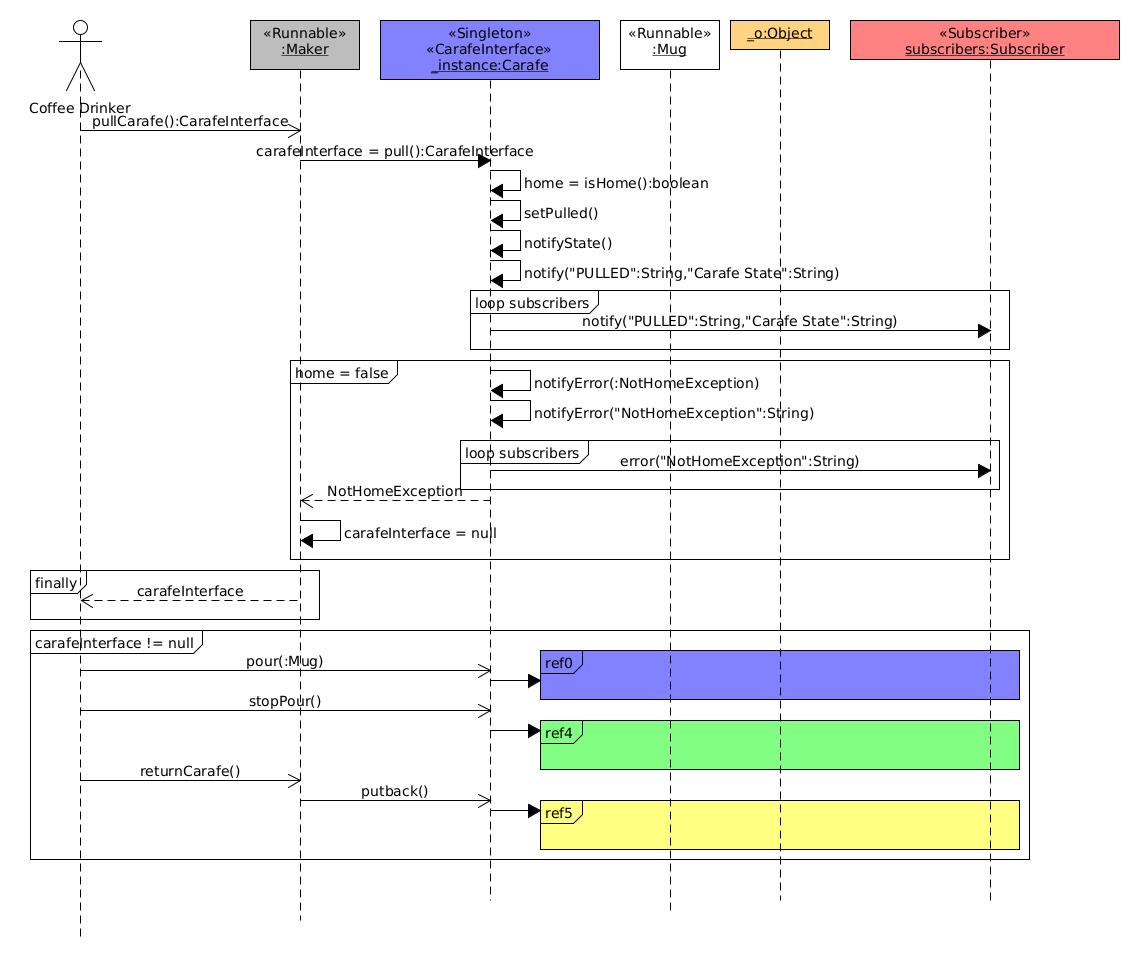 «Runnable»
:Maker
«Singleton»
«CarafeInterface»
_instance:Carafe
«Runnable»
:Mug
_o:Object
«Subscriber»
subscribers:Subscriber
Coffee Drinker
pullCarafe():CarafeInterface
carafeInterface = pull():CarafeInterface
home = isHome():boolean
setPulled()
notifyState()
notify("PULLED":String,"Carafe State":String)
loop subscribers
notify("PULLED":String,"Carafe State":String)
home = false
notifyError(:NotHomeException)
notifyError("NotHomeException":String)
loop subscribers
error("NotHomeException":String)
NotHomeException
carafeInterface = null
finally
carafeInterface
carafeInterface != null
pour(:Mug)
ref0
stopPour()
ref4
returnCarafe()
putback()
ref5